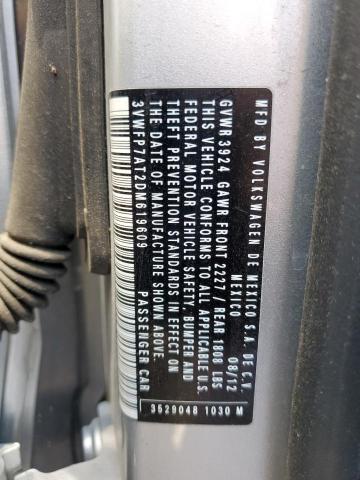 MFD BY VOLKSWAGEN DE MEXICO S.A. DE C.V.
MEXICO 08/12
GVWR 3924 GAWR FRONT 2227/ REAR 1808 LBS
THIS VEHICLE CONFORMS TO ALL APPLICABLE U.S.
FEDERAL MOTOR VEHICLE SAFETY, BUMPER AND
THEFT PREVENTION STANDARDS IN EFFECT ON
THE DATE OF MANUFACTURE SHOWN ABOVE.
3VWFP7AT2DM619609 PASSENGER CAR
3529048 1030 M